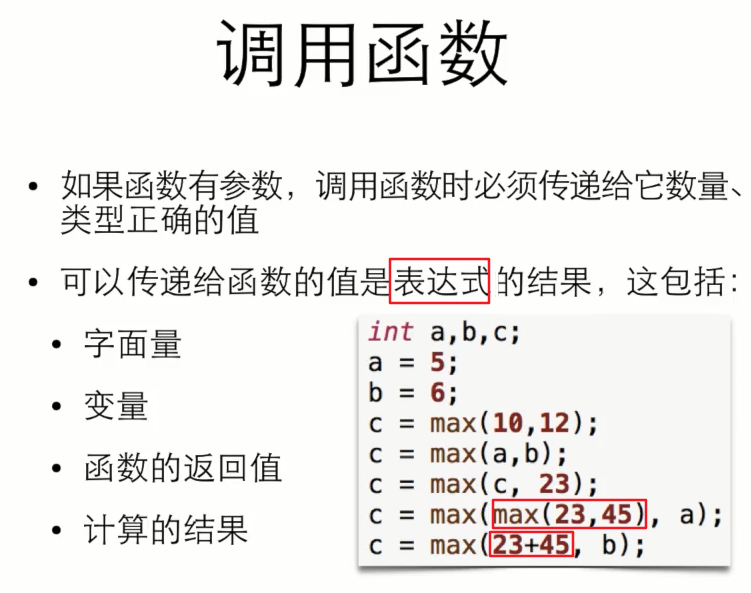 调用函数
• 如果函数有参数，调用函数时必须传递给它数量、
类型正确的值
• 可以传递给函数的值是表达式的结果，这包括：
• 字面量
• 变量
• 函数的返回值
• 计算的结果
int a,b,c;
a = 5;
b = 6;
c = max(10,12);
c = max(a,b);
c = max(c, 23);
c = max(max(23,45), a);
c = max(23+45, b);